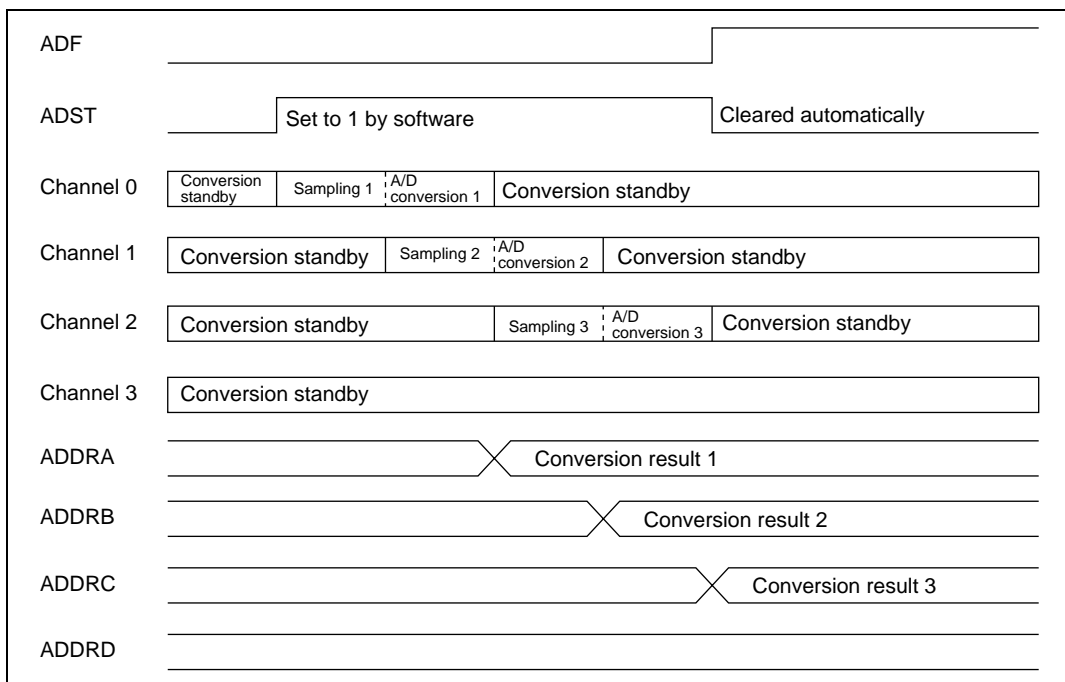 ADF
ADST Set to 1 by software Cleared automatically
Channel 0 Conversion standby Sampling 1 A/D conversion 1 Conversion standby
Channel 1 Conversion standby Sampling 2 A/D conversion 2 Conversion standby
Channel 2 Conversion standby Sampling 3 A/D conversion 3 Conversion standby
Channel 3 Conversion standby
ADDRA Conversion result 1
ADDRB Conversion result 2
ADDRC Conversion result 3
ADDRD